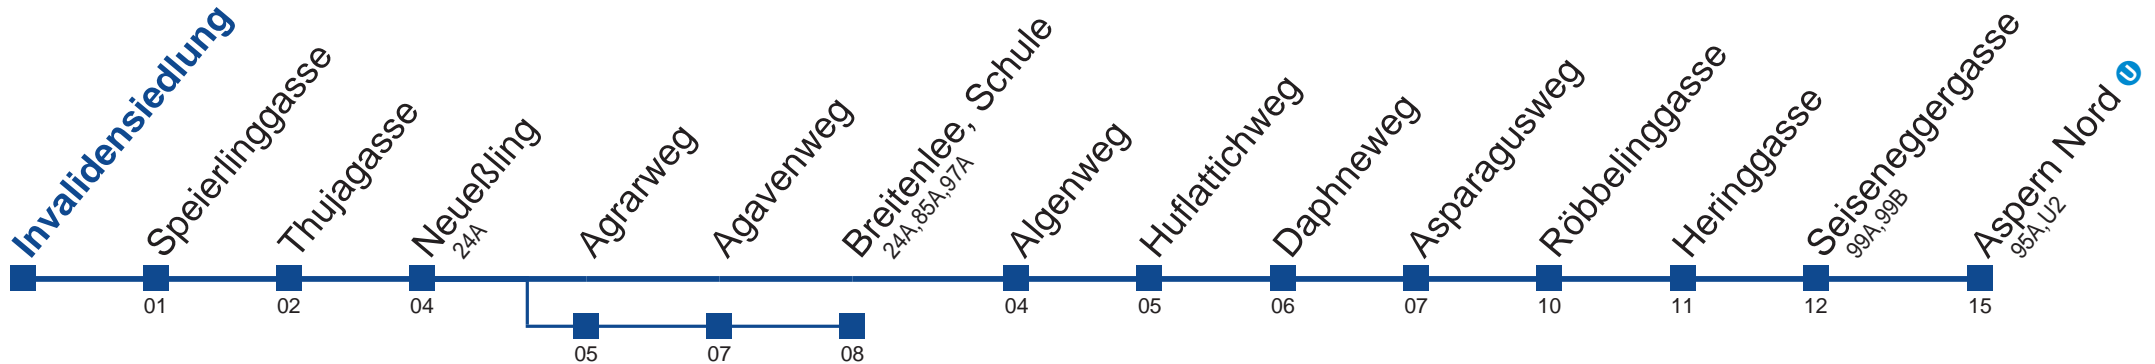 Invalidensiedlung
Speierlinggasse
Thujagasse
Neueßling
24A
Agrarweg
Agavenweg
Breitenlee, Schule
24A,85A,97A
Algenweg
Huflattichweg
Daphneweg
Asparagusweg
Röbbelinggasse
Heringgasse
Seiseneggergasse
99A,99B
Aspern Nord U
95A,U2
01 02 04 04 05 06 07 10 11 12 15
05 07 08